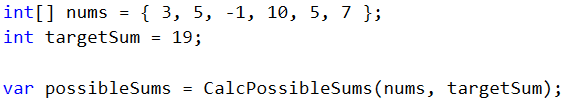 int[] nums = { 3, 5, -1, 10, 5, 7 };
int targetSum = 19;
var possibleSums = CalcPossibleSums(nums, targetSum);